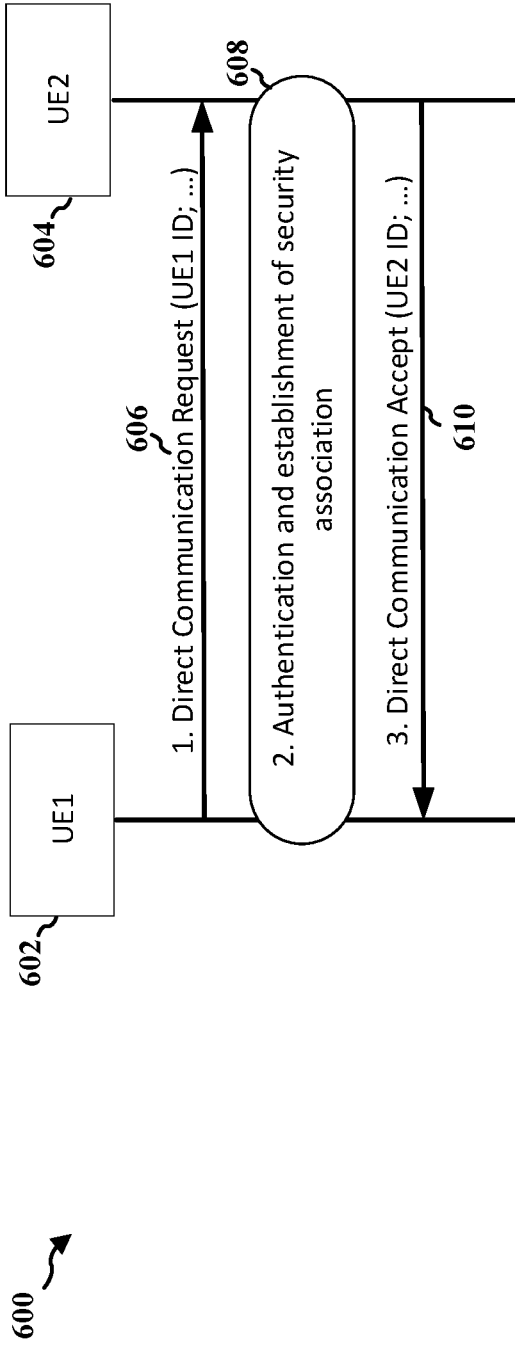 600
602
UE1
604
UE2
606
1. Direct Communication Request (UE1 ID; ...)
608
2. Authentication and establishment of security
association
3. Direct Communication Accept (UE2 ID; ...)
610